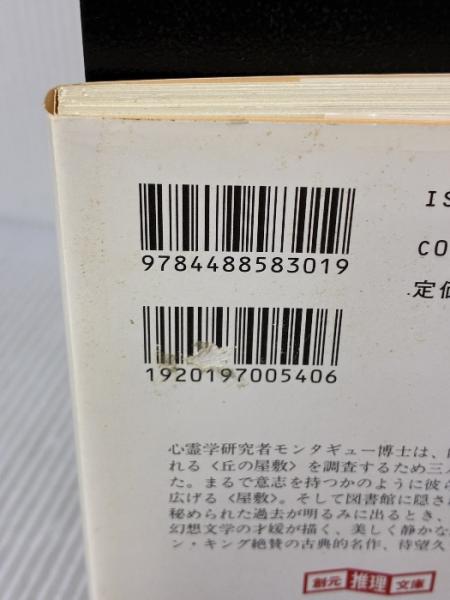 IS
9784488583019
CO
定価
1920197005406
心霊学研究者モンタギュー博士は、
れる〈丘の屋敷〉を調査するため三人
た。まるで意志を持つかのように彼ら
広げる〈屋敷〉。そして図書館に隠さ
秘められた過去が明るみに出るとき、
幻想文学の才媛が描く、美しく静かな
ン・キング絶賛の古典的名作、待望久
創元 推理 文庫